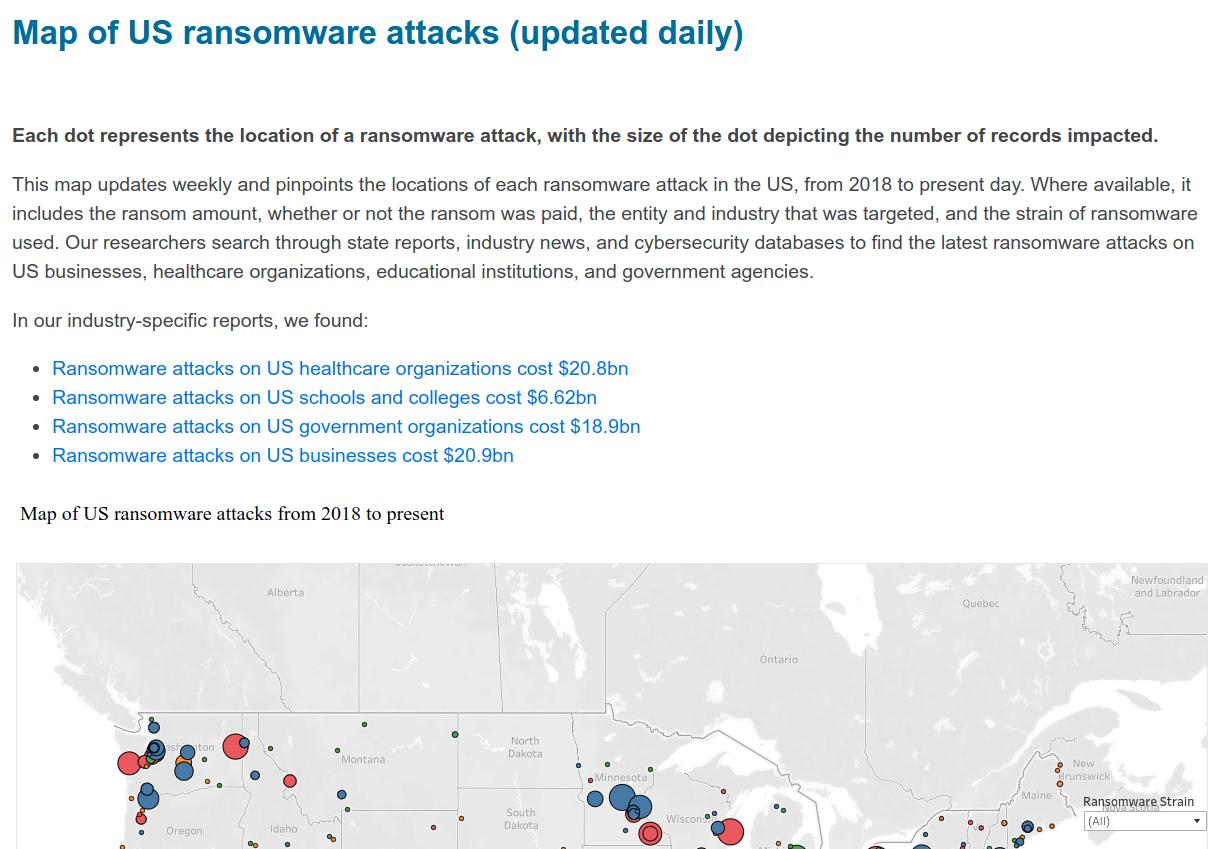 Map of US ransomware attacks (updated daily)
Each dot represents the location of a ransomware attack, with the size of the dot depicting the number of records impacted.
This map updates weekly and pinpoints the locations of each ransomware attack in the US, from 2018 to present day. Where available, it
includes the ransom amount, whether or not the ransom was paid, the entity and industry that was targeted, and the strain of ransomware
used. Our researchers search through state reports, industry news, and cybersecurity databases to find the latest ransomware attacks on
US businesses, healthcare organizations, educational institutions, and government agencies.
In our industry-specific reports, we found:
Ransomware attacks on US healthcare organizations cost $20.8bn
Ransomware attacks on US schools and colleges cost $6.62bn
Ransomware attacks on US government organizations cost $18.9bn
Ransomware attacks on US businesses cost $20.9bn
Map of US ransomware attacks from 2018 to present
Alberta
Newfoundland
and Labrador
Quebec
Ontario
North
Dakota
Montana
New
Brunswick
Minnesota
Maine
Ransomware Strain
Nova Scotia
(All)
South
Dakota
Oregon
Idaho